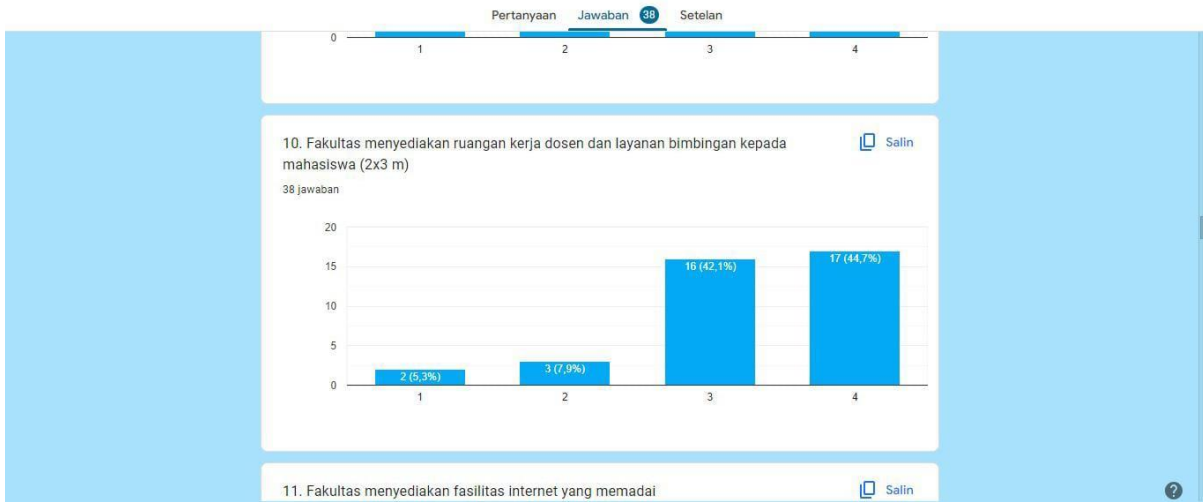 Pertanyaan Jawaban 38 Setelan
0
1 2 3 4
10. Fakultas menyediakan ruangan kerja dosen dan layanan bimbingan kepada
mahasiswa (2x3 m)
Salin
38 jawaban
20
15
10
5
0
2 (5,3%)
3 (7,9%)
16 (42,1%)
17 (44,7%)
1 2 3 4
11. Fakultas menyediakan fasilitas internet yang memadai
Salin
?